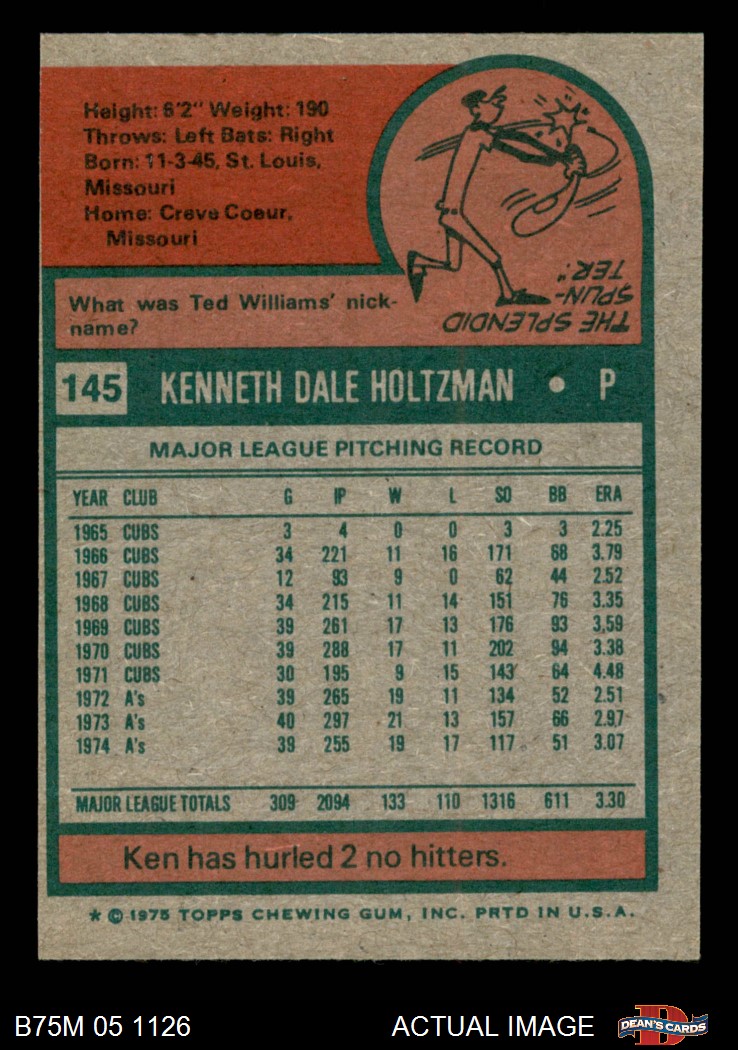 Height: 6'2" Weight: 190
Throws: Left Bats: Right
Born: 11-3-45, St. Louis,
Missouri
Home: Creve Coeur,
Missouri
What was Ted Williams' nick-
name?
THE SPLENDID
SPLIN-
TER."
145 KENNETH DALE HOLTZMAN • P
MAJOR LEAGUE PITCHING RECORD
YEAR CLUB G IP W L SO BB ERA
1965 CUBS 3 4 0 0 3 3 2.25
1966 CUBS 34 221 11 16 171 68 3.79
1967 CUBS 12 93 9 0 62 44 2.52
1968 CUBS 34 215 11 14 151 76 3.35
1969 CUBS 39 261 17 13 176 93 3.59
1970 CUBS 39 288 17 11 202 94 3.38
1971 CUBS 30 195 9 15 143 64 4.48
1972 A's 39 265 19 11 134 52 2.51
1973 A's 40 297 21 13 157 66 2.97
1974 A's 39 255 19 17 117 51 3.07
MAJOR LEAGUE TOTALS 309 2094 133 110 1316 611 3.30
Ken has hurled 2 no hitters.
* © 1975 TOPPS CHEWING GUM, INC. PRTD IN U.S.A.
B75M 05 1126 ACTUAL IMAGE D DEAN'S CARDS